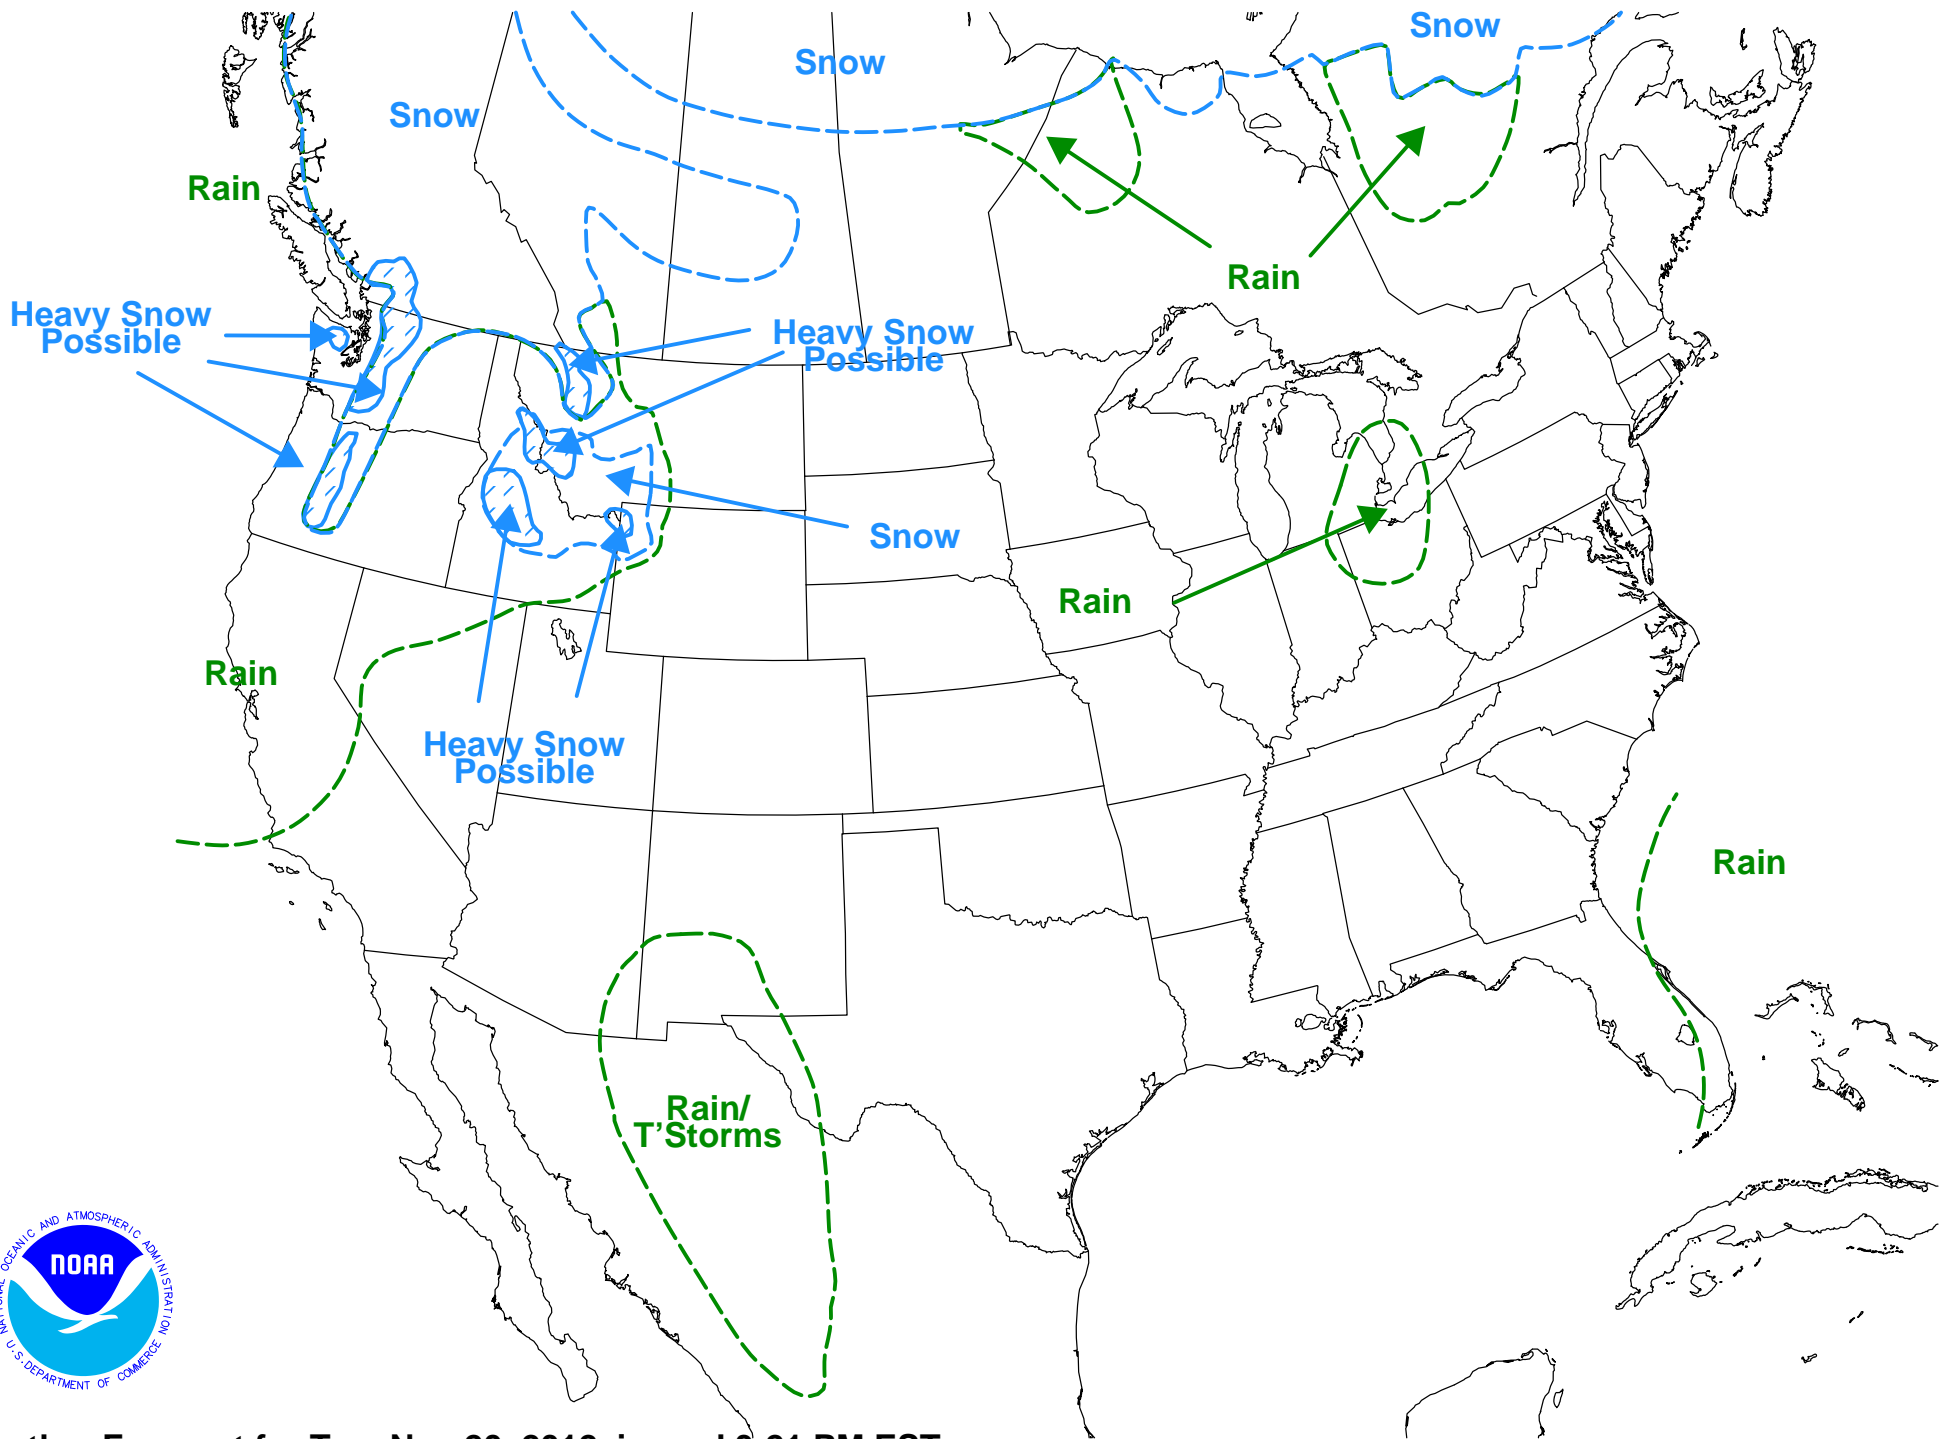 Snow
Snow
Snow
Rain
Rain
Heavy Snow
Possible
Heavy Snow
Possible
Snow
Rain
Rain
Heavy Snow
Possible
Rain
Rain/
T'Storms
NOAA
NATIONAL OCEANIC AND ATMOSPHERIC ADMINISTRATION
U.S. DEPARTMENT OF COMMERCE